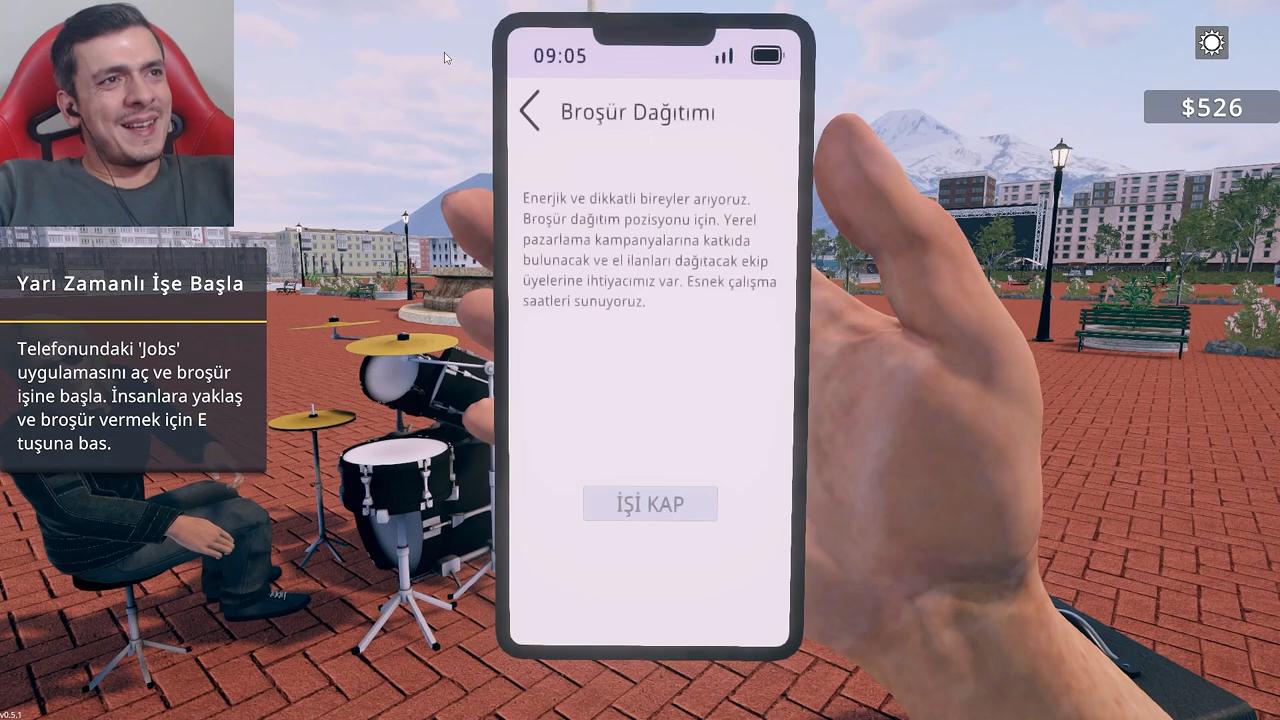 09:05
Broşür Dağıtımı
$526
Enerjik ve dikkatli bireyler arıyoruz.
Broşür dağıtım pozisyonu için. Yerel
pazarlama kampanyalarına katkıda
bulunacak ve el ilanları dağıtacak ekip
üyelerine ihtiyacımız var. Esnek çalışma
saatleri sunuyoruz.
İŞİ KAP
Yarı Zamanlı İşe Başla
Telefonundaki 'Jobs'
uygulamasını aç ve broşür
işine başla. İnsanlara yaklaş
ve broşür vermek için E
tuşuna bas.
v0.5.1